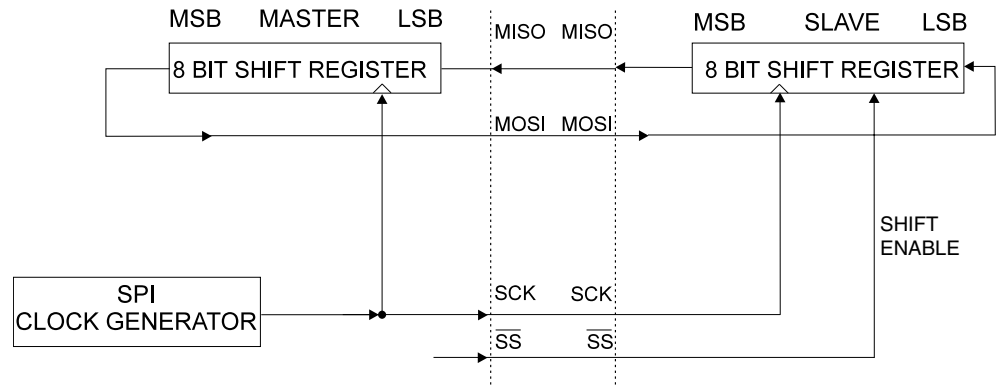 MSB MASTER LSB
MISO MISO
MSB SLAVE LSB
8 BIT SHIFT REGISTER
8 BIT SHIFT REGISTER
MOSI MOSI
SHIFT
ENABLE
SPI
CLOCK GENERATOR
SCK SCK
SS SS